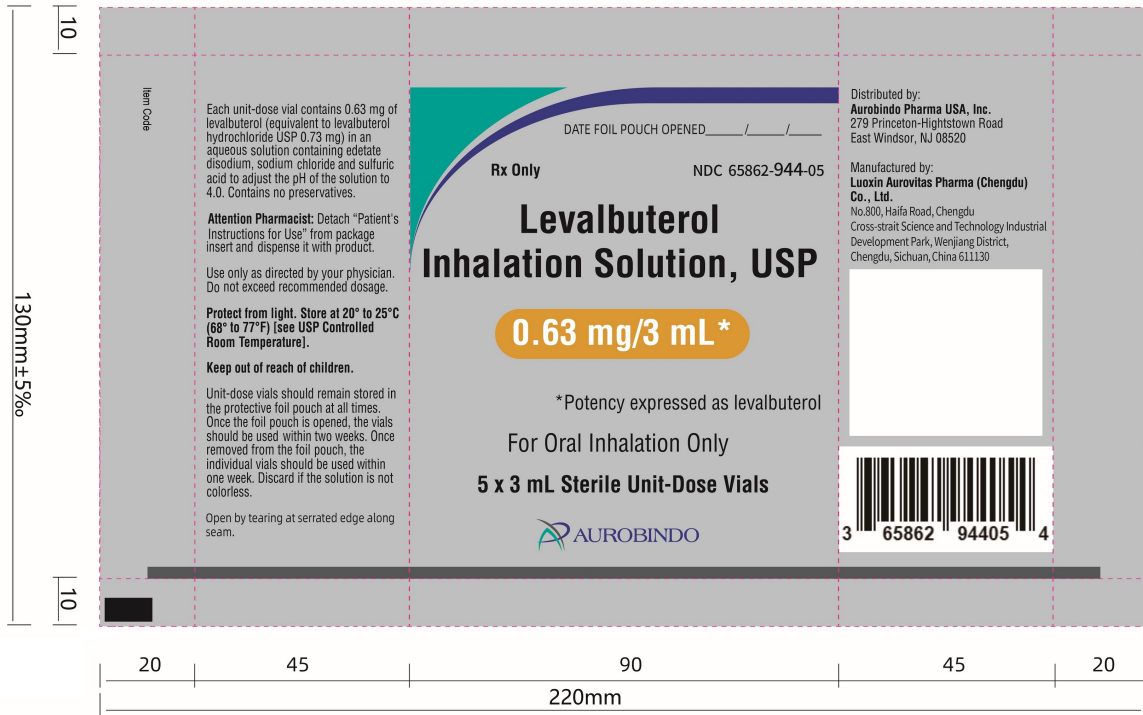 10
130mm±5‰
10
Item Code
Each unit-dose vial contains 0.63 mg of
levalbuterol (equivalent to levalbuterol
hydrochloride USP 0.73 mg) in an
aqueous solution containing edetate
disodium, sodium chloride and sulfuric
acid to adjust the pH of the solution to
4.0. Contains no preservatives.
Attention Pharmacist: Detach “Patient's
Instructions for Use” from package
insert and dispense it with product.
Use only as directed by your physician.
Do not exceed recommended dosage.
Protect from light. Store at 20° to 25°C
(68° to 77°F) [see USP Controlled
Room Temperature].
Keep out of reach of children.
Unit-dose vials should remain stored in
the protective foil pouch at all times.
Once the foil pouch is opened, the vials
should be used within two weeks. Once
removed from the foil pouch, the
individual vials should be used within
one week. Discard if the solution is not
colorless.
Open by tearing at serrated edge along
seam.
DATE FOIL POUCH OPENED______/______/_____
Rx Only
NDC 65862-944-05
Levalbuterol
Inhalation Solution, USP
0.63 mg/3 mL*
*Potency expressed as levalbuterol
For Oral Inhalation Only
5 x 3 mL Sterile Unit-Dose Vials
AUROBINDO
Distributed by:
Aurobindo Pharma USA, Inc.
279 Princeton-Hightstown Road
East Windsor, NJ 08520
Manufactured by:
Luoxin Aurovitas Pharma (Chengdu)
Co., Ltd.
No.800, Haifa Road, Chengdu
Cross-strait Science and Technology Industrial
Development Park, Wenjiang District,
Chengdu, Sichuan, China 611130
3 65862 94405 4
20 45 90 45 20
220mm